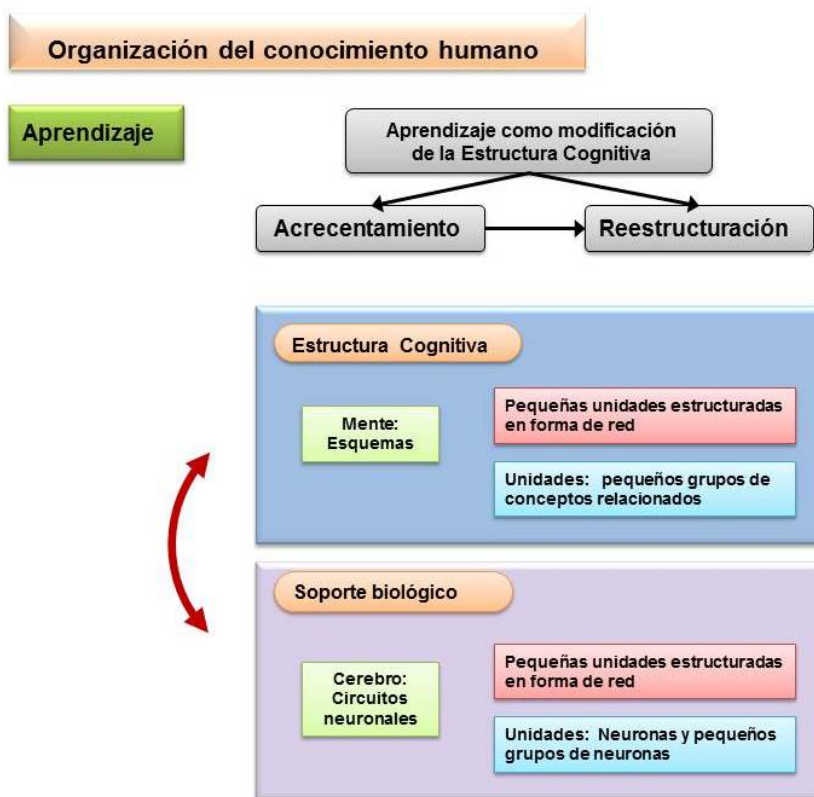 Organización del conocimiento humano
Aprendizaje
Aprendizaje como modificación
de la Estructura Cognitiva
Acrecentamiento
Reestructuración
Estructura Cognitiva
Mente:
Esquemas
Pequeñas unidades estructuradas
en forma de red
Unidades: pequeños grupos de
conceptos relacionados
Soporte biológico
Cerebro:
Circuitos
neuronales
Pequeñas unidades estructuradas
en forma de red
Unidades: Neuronas y pequeños
grupos de neuronas